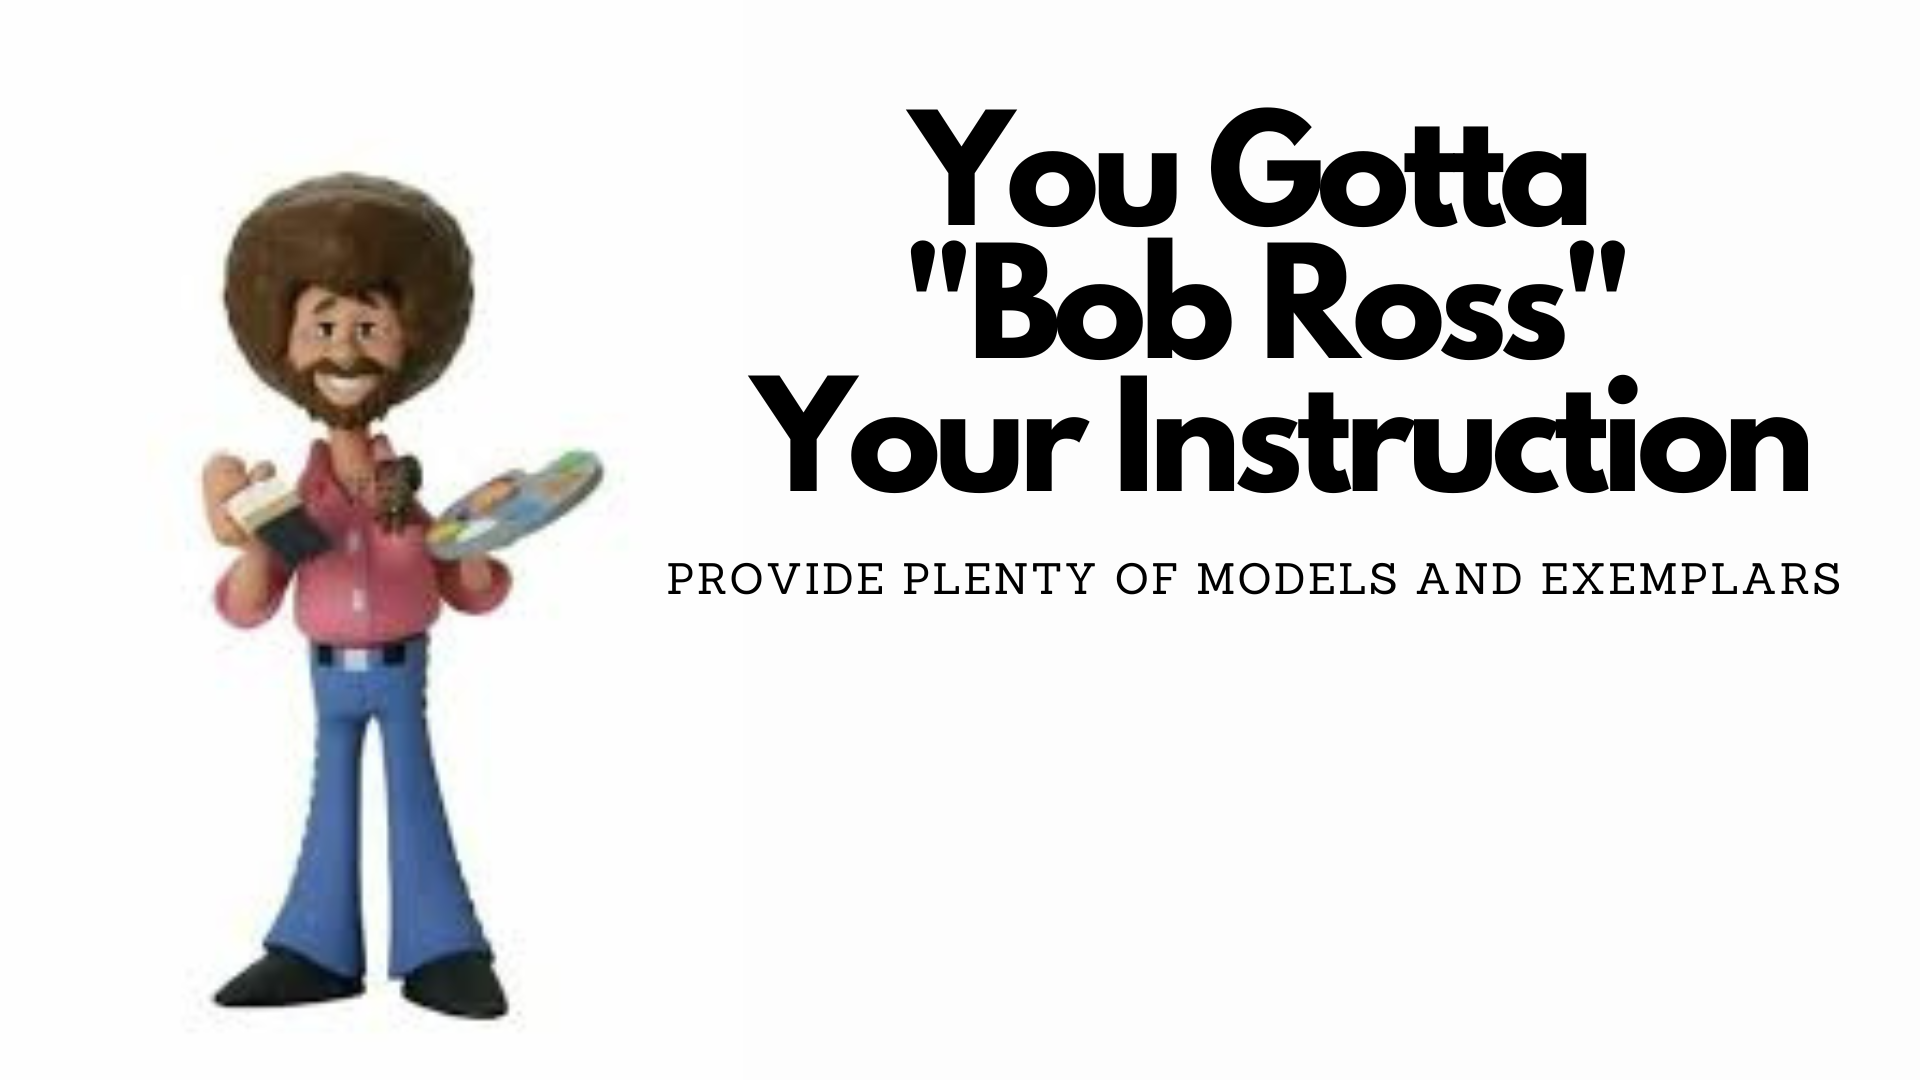 You Gotta
"Bob Ross"
Your Instruction
PROVIDE PLENTY OF MODELS AND EXEMPLARS